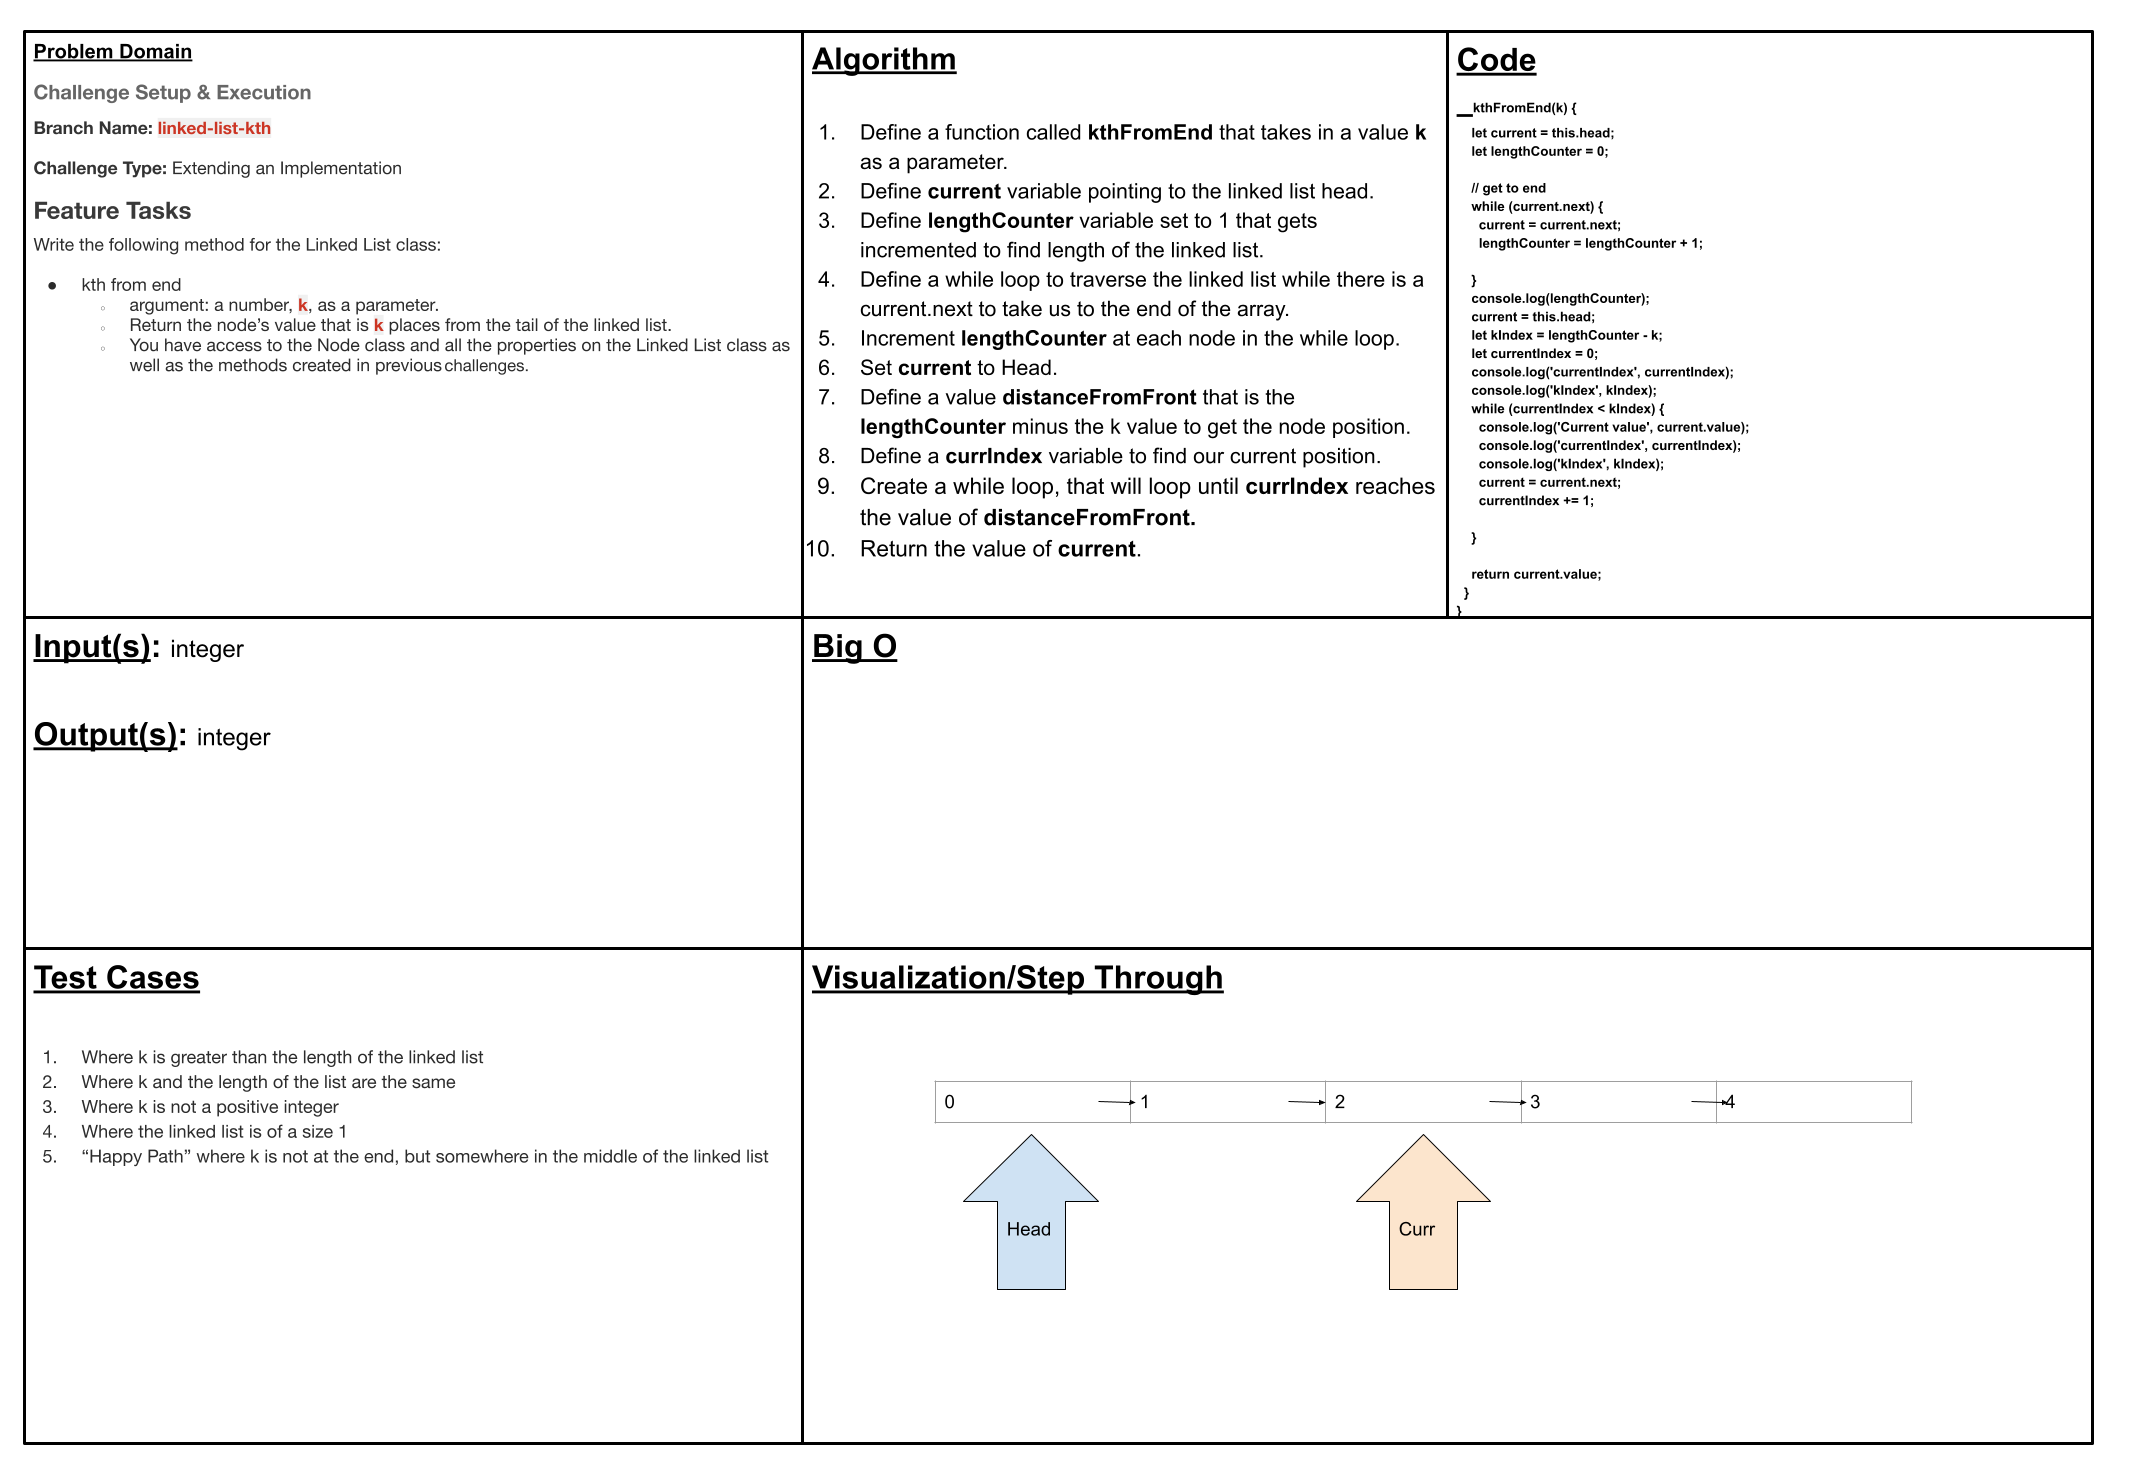 Problem Domain
Challenge Setup & Execution
Branch Name: linked-list-kth
Challenge Type: Extending an Implementation
Feature Tasks
Write the following method for the Linked List class:
● kth from end
○ argument: a number, k, as a parameter.
○ Return the node’s value that is k places from the tail of the linked list.
○ You have access to the Node class and all the properties on the Linked List class as
well as the methods created in previous challenges.
Algorithm
1. Define a function called kthFromEnd that takes in a value k
as a parameter.
2. Define current variable pointing to the linked list head.
3. Define lengthCounter variable set to 1 that gets
incremented to find length of the linked list.
4. Define a while loop to traverse the linked list while there is a
current.next to take us to the end of the array.
5. Increment lengthCounter at each node in the while loop.
6. Set current to Head.
7. Define a value distanceFromFront that is the
lengthCounter minus the k value to get the node position.
8. Define a currIndex variable to find our current position.
9. Create a while loop, that will loop until currIndex reaches
the value of distanceFromFront.
10. Return the value of current.
Code
kthFromEnd(k) {
let current = this.head;
let lengthCounter = 0;
// get to end
while (current.next) {
current = current.next;
lengthCounter = lengthCounter + 1;
}
console.log(lengthCounter);
current = this.head;
let kIndex = lengthCounter - k;
let currentIndex = 0;
console.log('currentIndex', currentIndex);
console.log('kIndex', kIndex);
while (currentIndex < kIndex) {
console.log('Current value', current.value);
console.log('currentIndex', currentIndex);
console.log('kIndex', kIndex);
current = current.next;
currentIndex += 1;
}
return current.value;
}
}
Input(s): integer
Output(s): integer
Big O
Test Cases
1. Where k is greater than the length of the linked list
2. Where k and the length of the list are the same
3. Where k is not a positive integer
4. Where the linked list is of a size 1
5. “Happy Path” where k is not at the end, but somewhere in the middle of the linked list
Visualization/Step Through
0 1 2 3 4
Head Curr